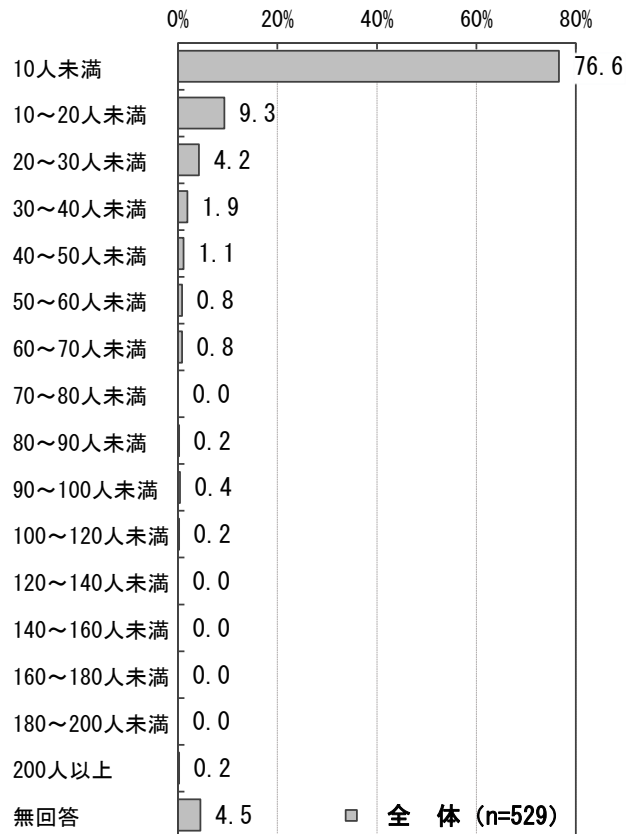 0% 20% 40% 60% 80%
10人未満 76.6
10～20人未満 9.3
20～30人未満 4.2
30～40人未満 1.9
40～50人未満 1.1
50～60人未満 0.8
60～70人未満 0.8
70～80人未満 0.0
80～90人未満 0.2
90～100人未満 0.4
100～120人未満 0.2
120～140人未満 0.0
140～160人未満 0.0
160～180人未満 0.0
180～200人未満 0.0
200人以上 0.2
無回答 4.5 全　体 (n=529)